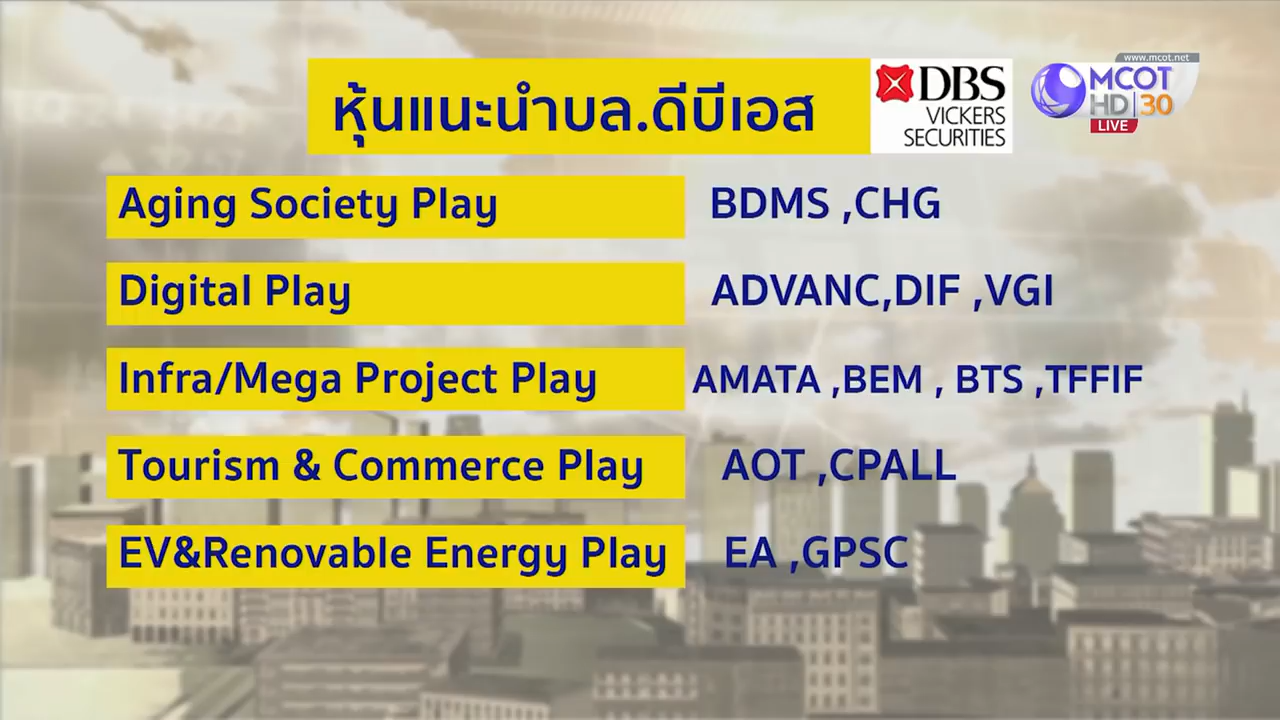 www.mcot.net
หุ้นแนะนำบล.ดีบีเอส
DBS
VICKERS
SECURITIES
MCOT
HD 30
LIVE
Aging Society Play BDMS ,CHG
Digital Play ADVANC,DIF ,VGI
Infra/Mega Project Play AMATA ,BEM , BTS ,TFFIF
Tourism & Commerce Play AOT ,CPALL
EV&Renovable Energy Play EA ,GPSC